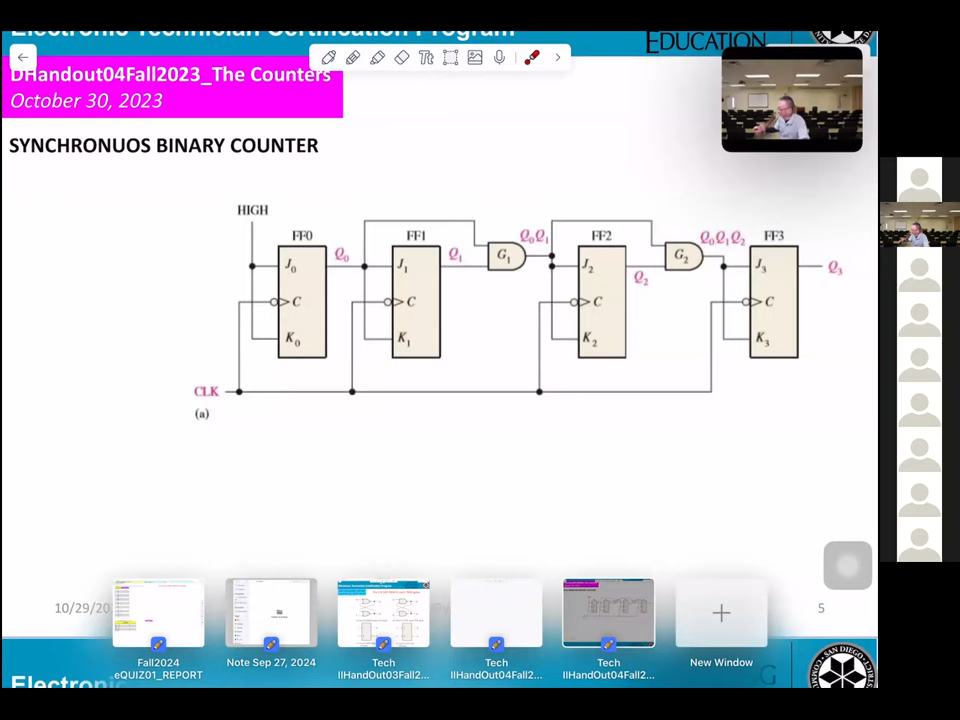 Electronic Technician Certification Program
EDUCATION
DHandout04Fall2023_The Counters
October 30, 2023
SYNCHRONUOS BINARY COUNTER
HIGH
FF0
FF1
FF2
FF3
Q0
Q1
Q0Q1
Q2
Q0Q1Q2
Q3
G1
G2
J0
J1
J2
J3
C
C
C
C
K0
K1
K2
K3
CLK
(a)
10/29/20
5
Fall2024
eQUIZ01_REPORT
Note Sep 27, 2024
Tech
IIHandOut03Fall2...
Tech
IIHandOut04Fall2...
Tech
IIHandOut04Fall2...
New Window
Electronic
G
SAN DIEGO